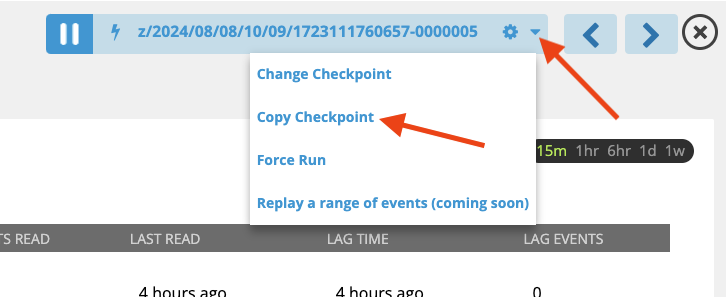 z/2024/08/08/10/09/1723111760657-0000005
Change Checkpoint
Copy Checkpoint
Force Run
Replay a range of events (coming soon)
15m 1hr 6hr 1d 1w
TS READ LAST READ LAG TIME LAG EVENTS
4 hours ago 4 hours ago 0